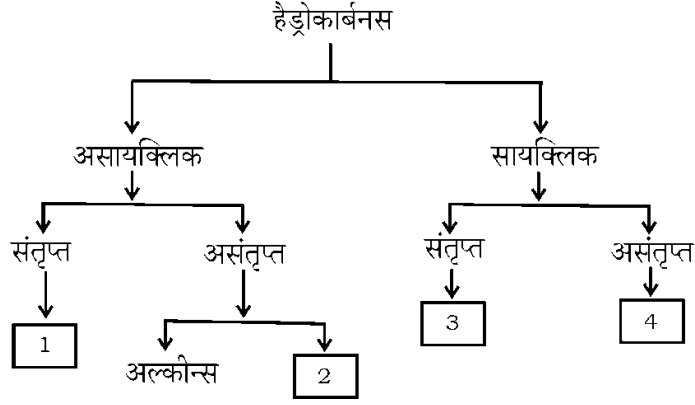 हैड्रोकार्बनस
असायक्लिक
सायक्लिक
संतृप्त
असंतृप्त
संतृप्त
असंतृप्त
1
अल्कीन्स
2
3
4